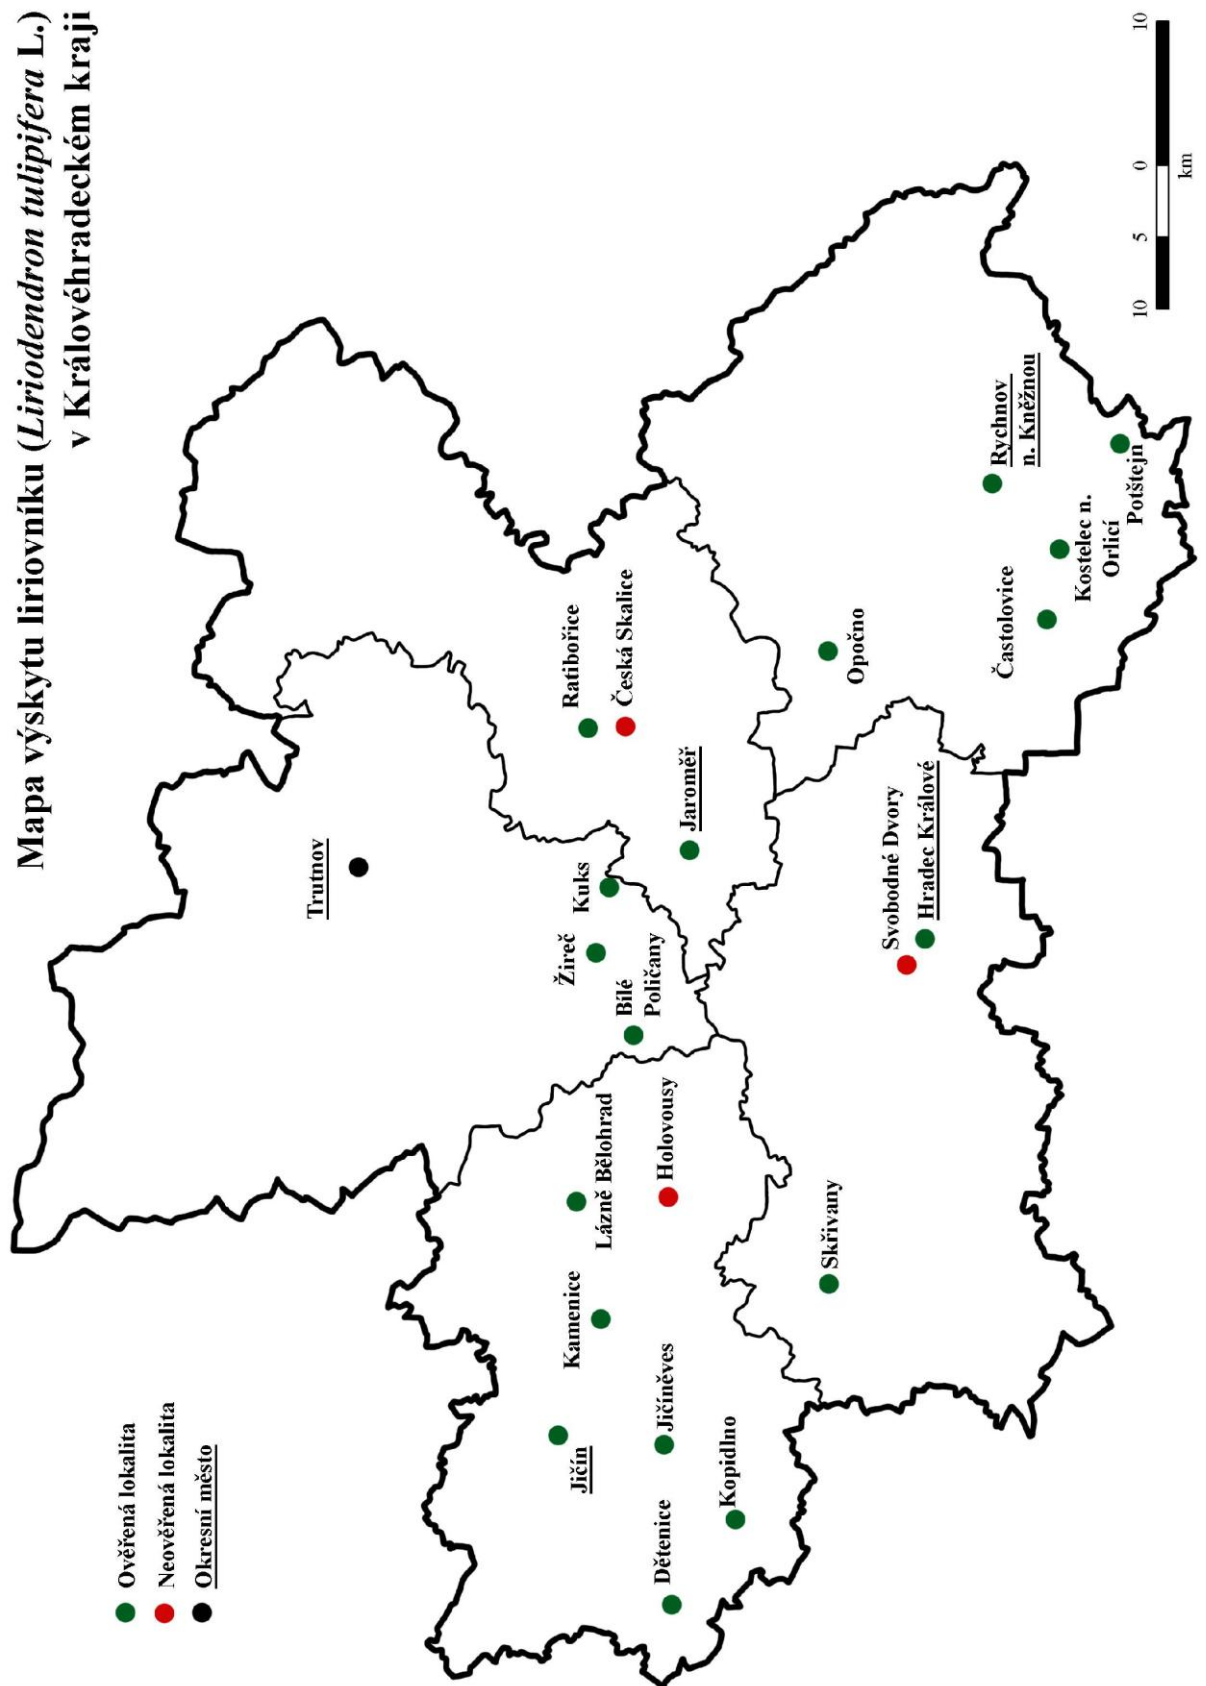 Mapa výskytu liriovníku (Liriodendron tulipifera L.)
v Královéhradeckém kraji
Ověřená lokalita
Neověřená lokalita
Okresní město
Trutnov
Žireč
Kuks
Bílé
Poličany
Ratibořice
Česká Skalice
Jaroměř
Jičín
Kamenice
Lázně Bělohrad
Holovousy
Jičíněves
Dětenice
Kopidlno
Skřivany
Svobodné Dvory
Hradec Králové
Opočno
Častolovice
Rychnov
n. Kněžnou
Kostelec n.
Orlicí
Potštejn
10
5
0
10
km